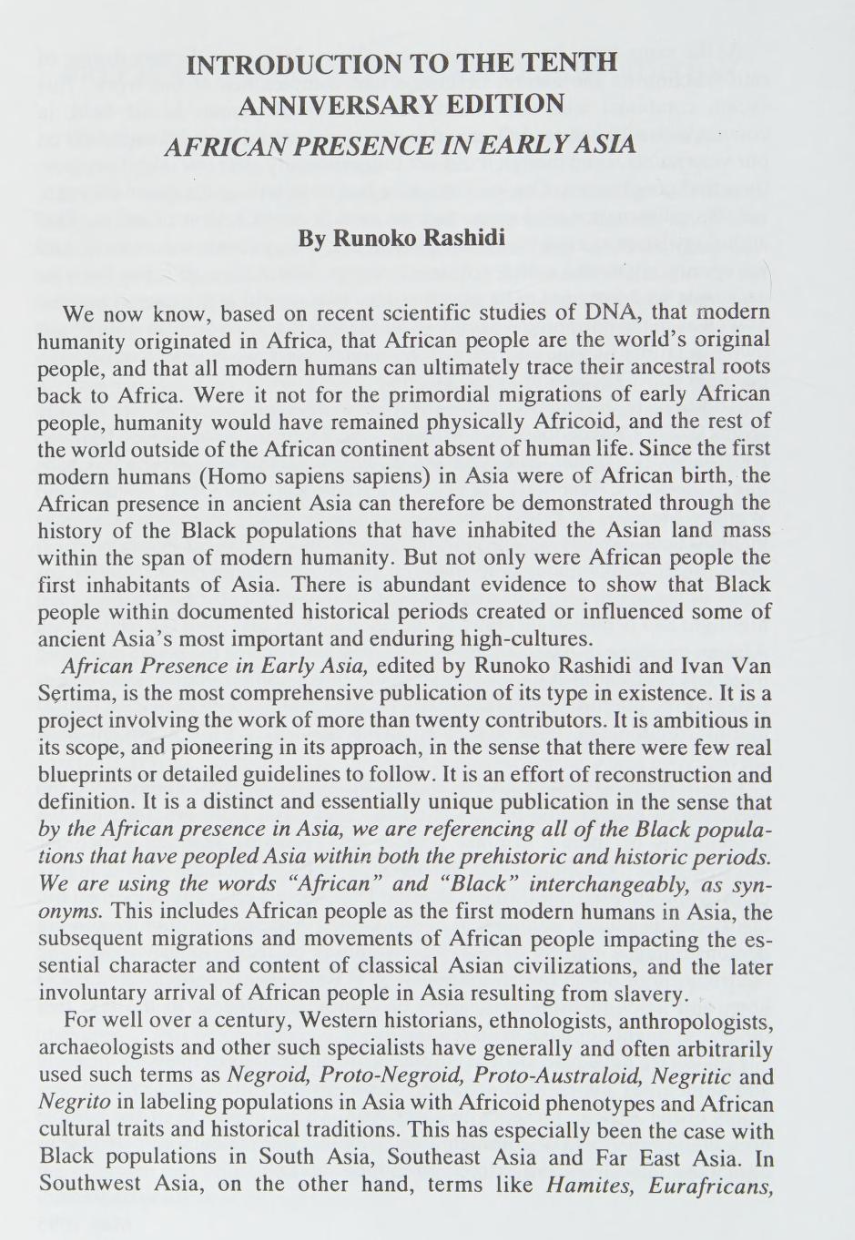 INTRODUCTION TO THE TENTH
ANNIVERSARY EDITION
AFRICAN PRESENCE IN EARLY ASIA
By Runoko Rashidi
We now know, based on recent scientific studies of DNA, that modern
humanity originated in Africa, that African people are the world's original
people, and that all modern humans can ultimately trace their ancestral roots
back to Africa. Were it not for the primordial migrations of early African
people, humanity would have remained physically Africoid, and the rest of
the world outside of the African continent absent of human life. Since the first
modern humans (Homo sapiens sapiens) in Asia were of African birth, the
African presence in ancient Asia can therefore be demonstrated through the
history of the Black populations that have inhabited the Asian land mass
within the span of modern humanity. But not only were African people the
first inhabitants of Asia. There is abundant evidence to show that Black
people within documented historical periods created or influenced some of
ancient Asia's most important and enduring high-cultures.
African Presence in Early Asia, edited by Runoko Rashidi and Ivan Van
Sertima, is the most comprehensive publication of its type in existence. It is a
project involving the work of more than twenty contributors. It is ambitious in
its scope, and pioneering in its approach, in the sense that there were few real
blueprints or detailed guidelines to follow. It is an effort of reconstruction and
definition. It is a distinct and essentially unique publication in the sense that
by the African presence in Asia, we are referencing all of the Black popula-
tions that have peopled Asia within both the prehistoric and historic periods.
We are using the words "African" and "Black" interchangeably, as syn-
onyms. This includes African people as the first modern humans in Asia, the
subsequent migrations and movements of African people impacting the es-
sential character and content of classical Asian civilizations, and the later
involuntary arrival of African people in Asia resulting from slavery.
For well over a century, Western historians, ethnologists, anthropologists,
archaeologists and other such specialists have generally and often arbitrarily
used such terms as Negroid, Proto-Negroid, Proto-Australoid, Negritic and
Negrito in labeling populations in Asia with Africoid phenotypes and African
cultural traits and historical traditions. This has especially been the case with
Black populations in South Asia, Southeast Asia and Far East Asia. In
Southwest Asia, on the other hand, terms like Hamites, Eurafricans,